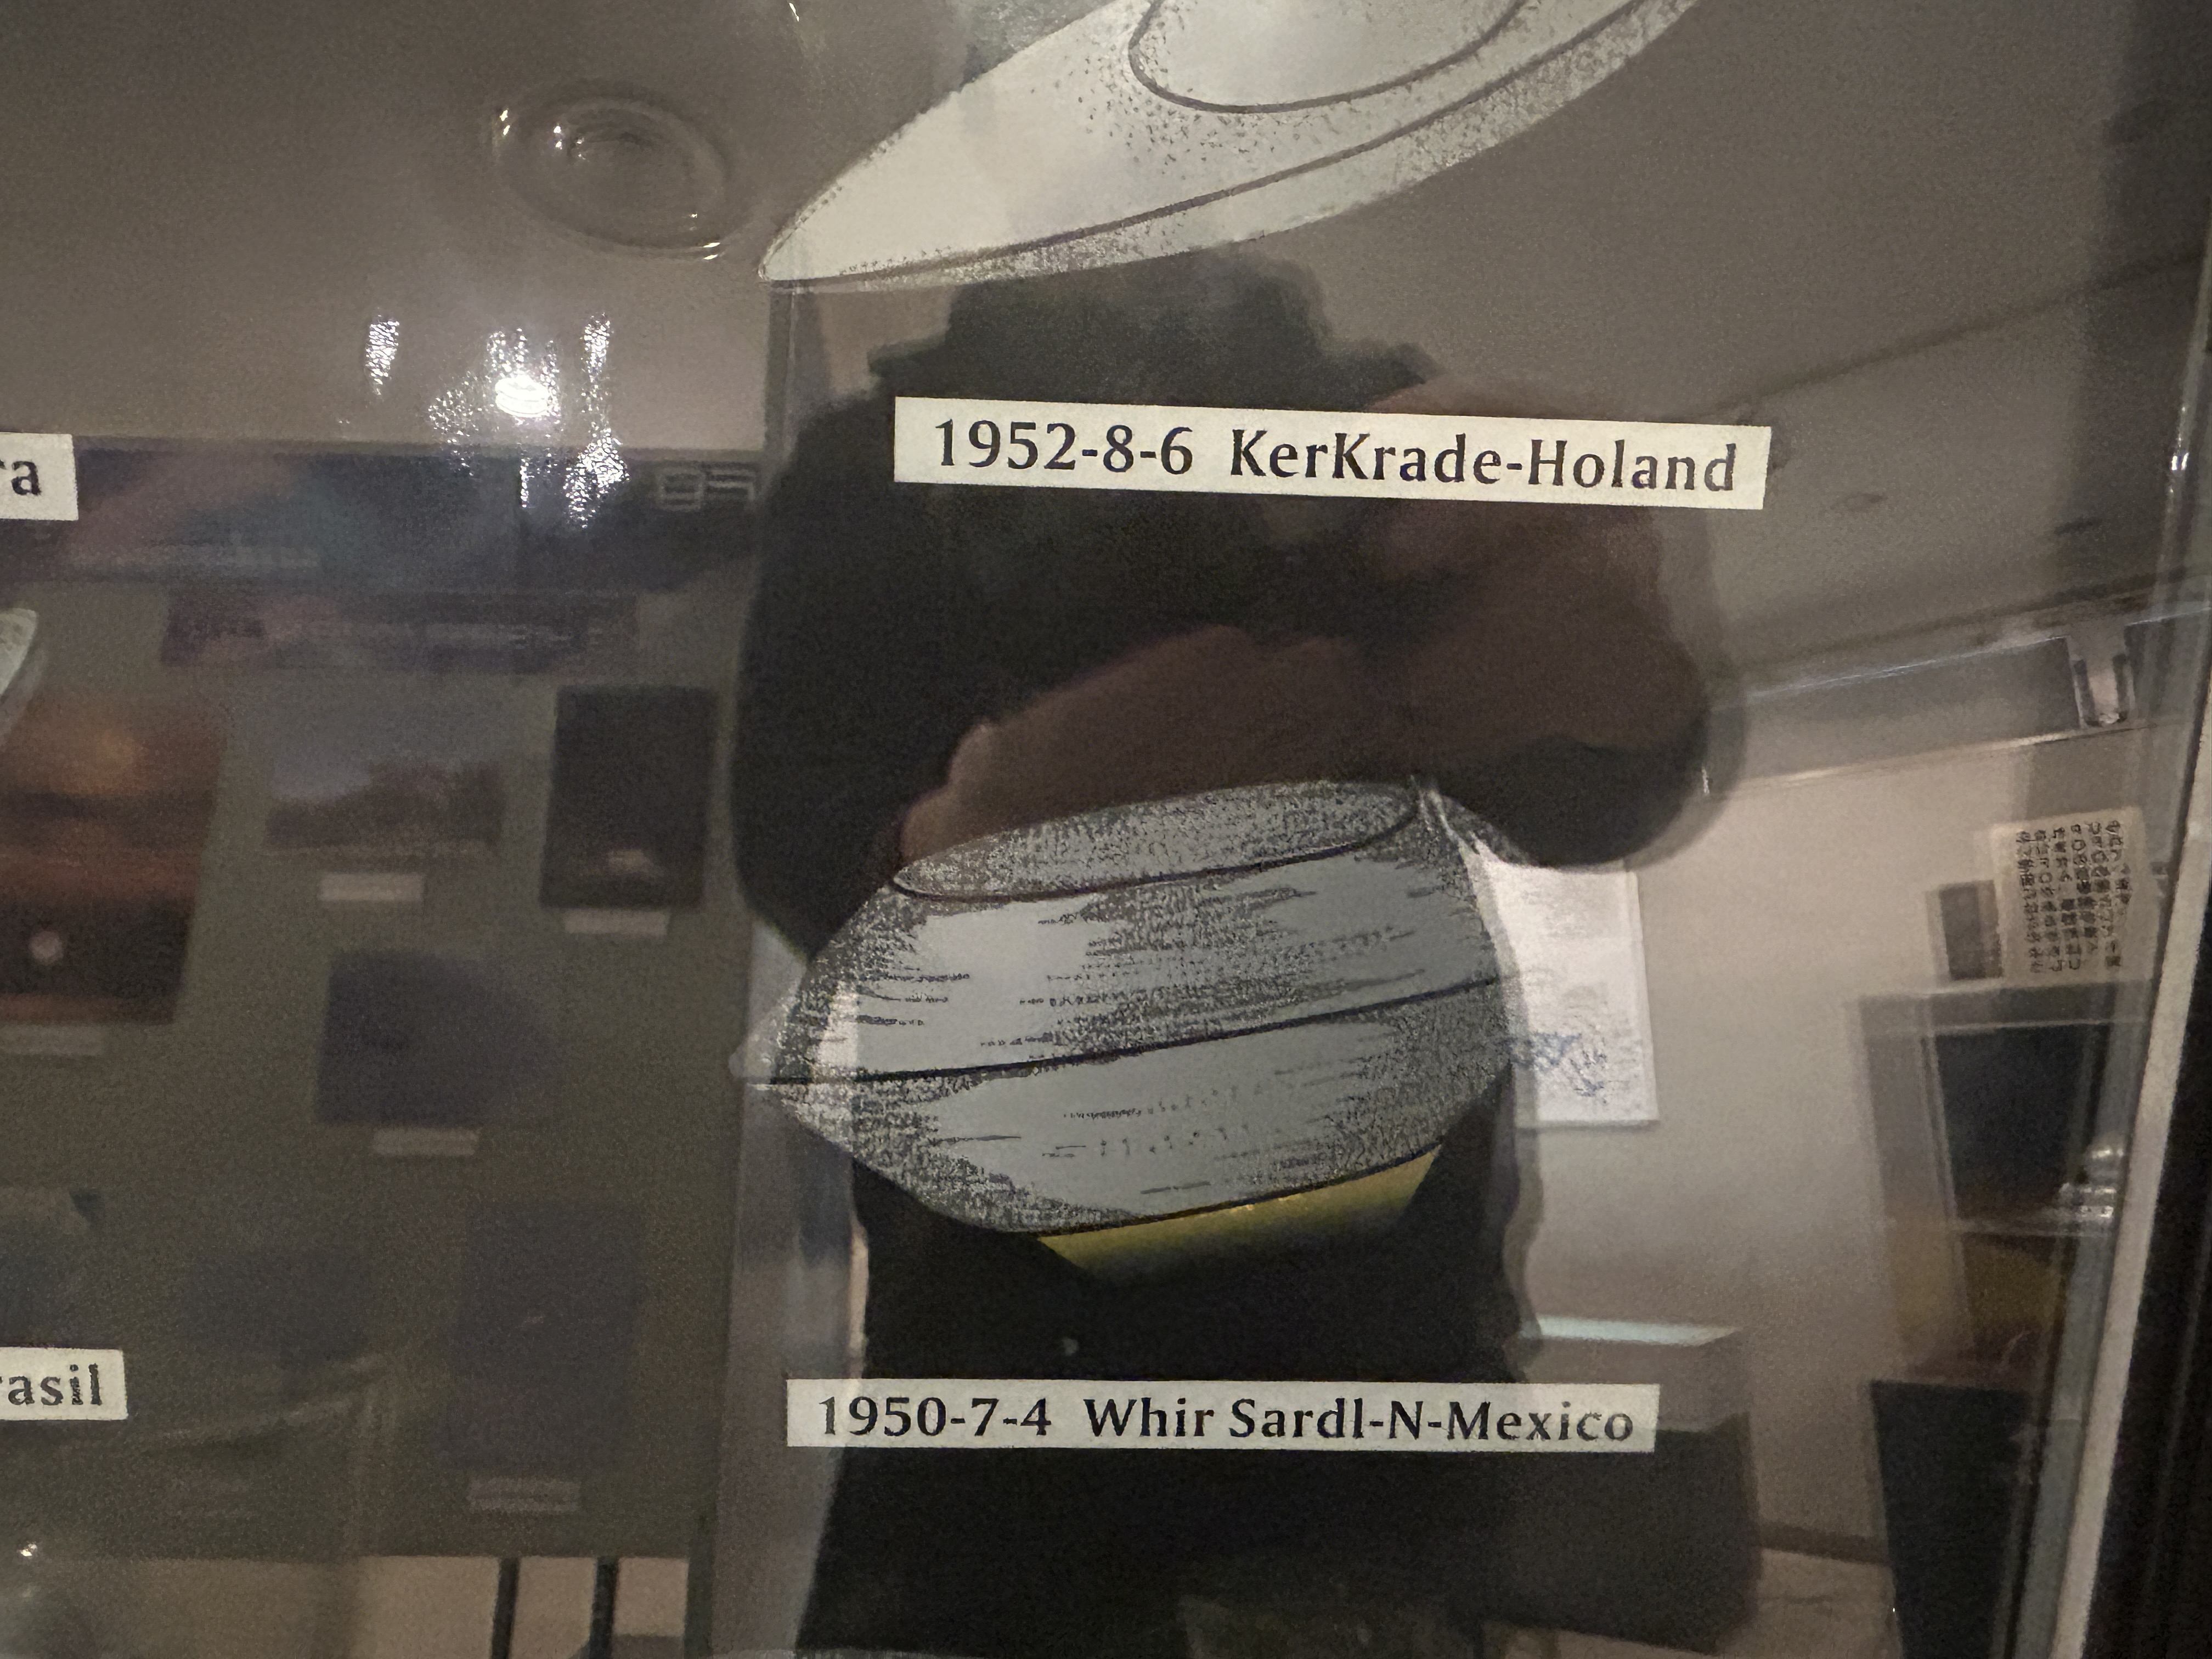 ra
1952-8-6 KerKrade-Holand
rasil
1950-7-4 Whir Sardl-N-Mexico